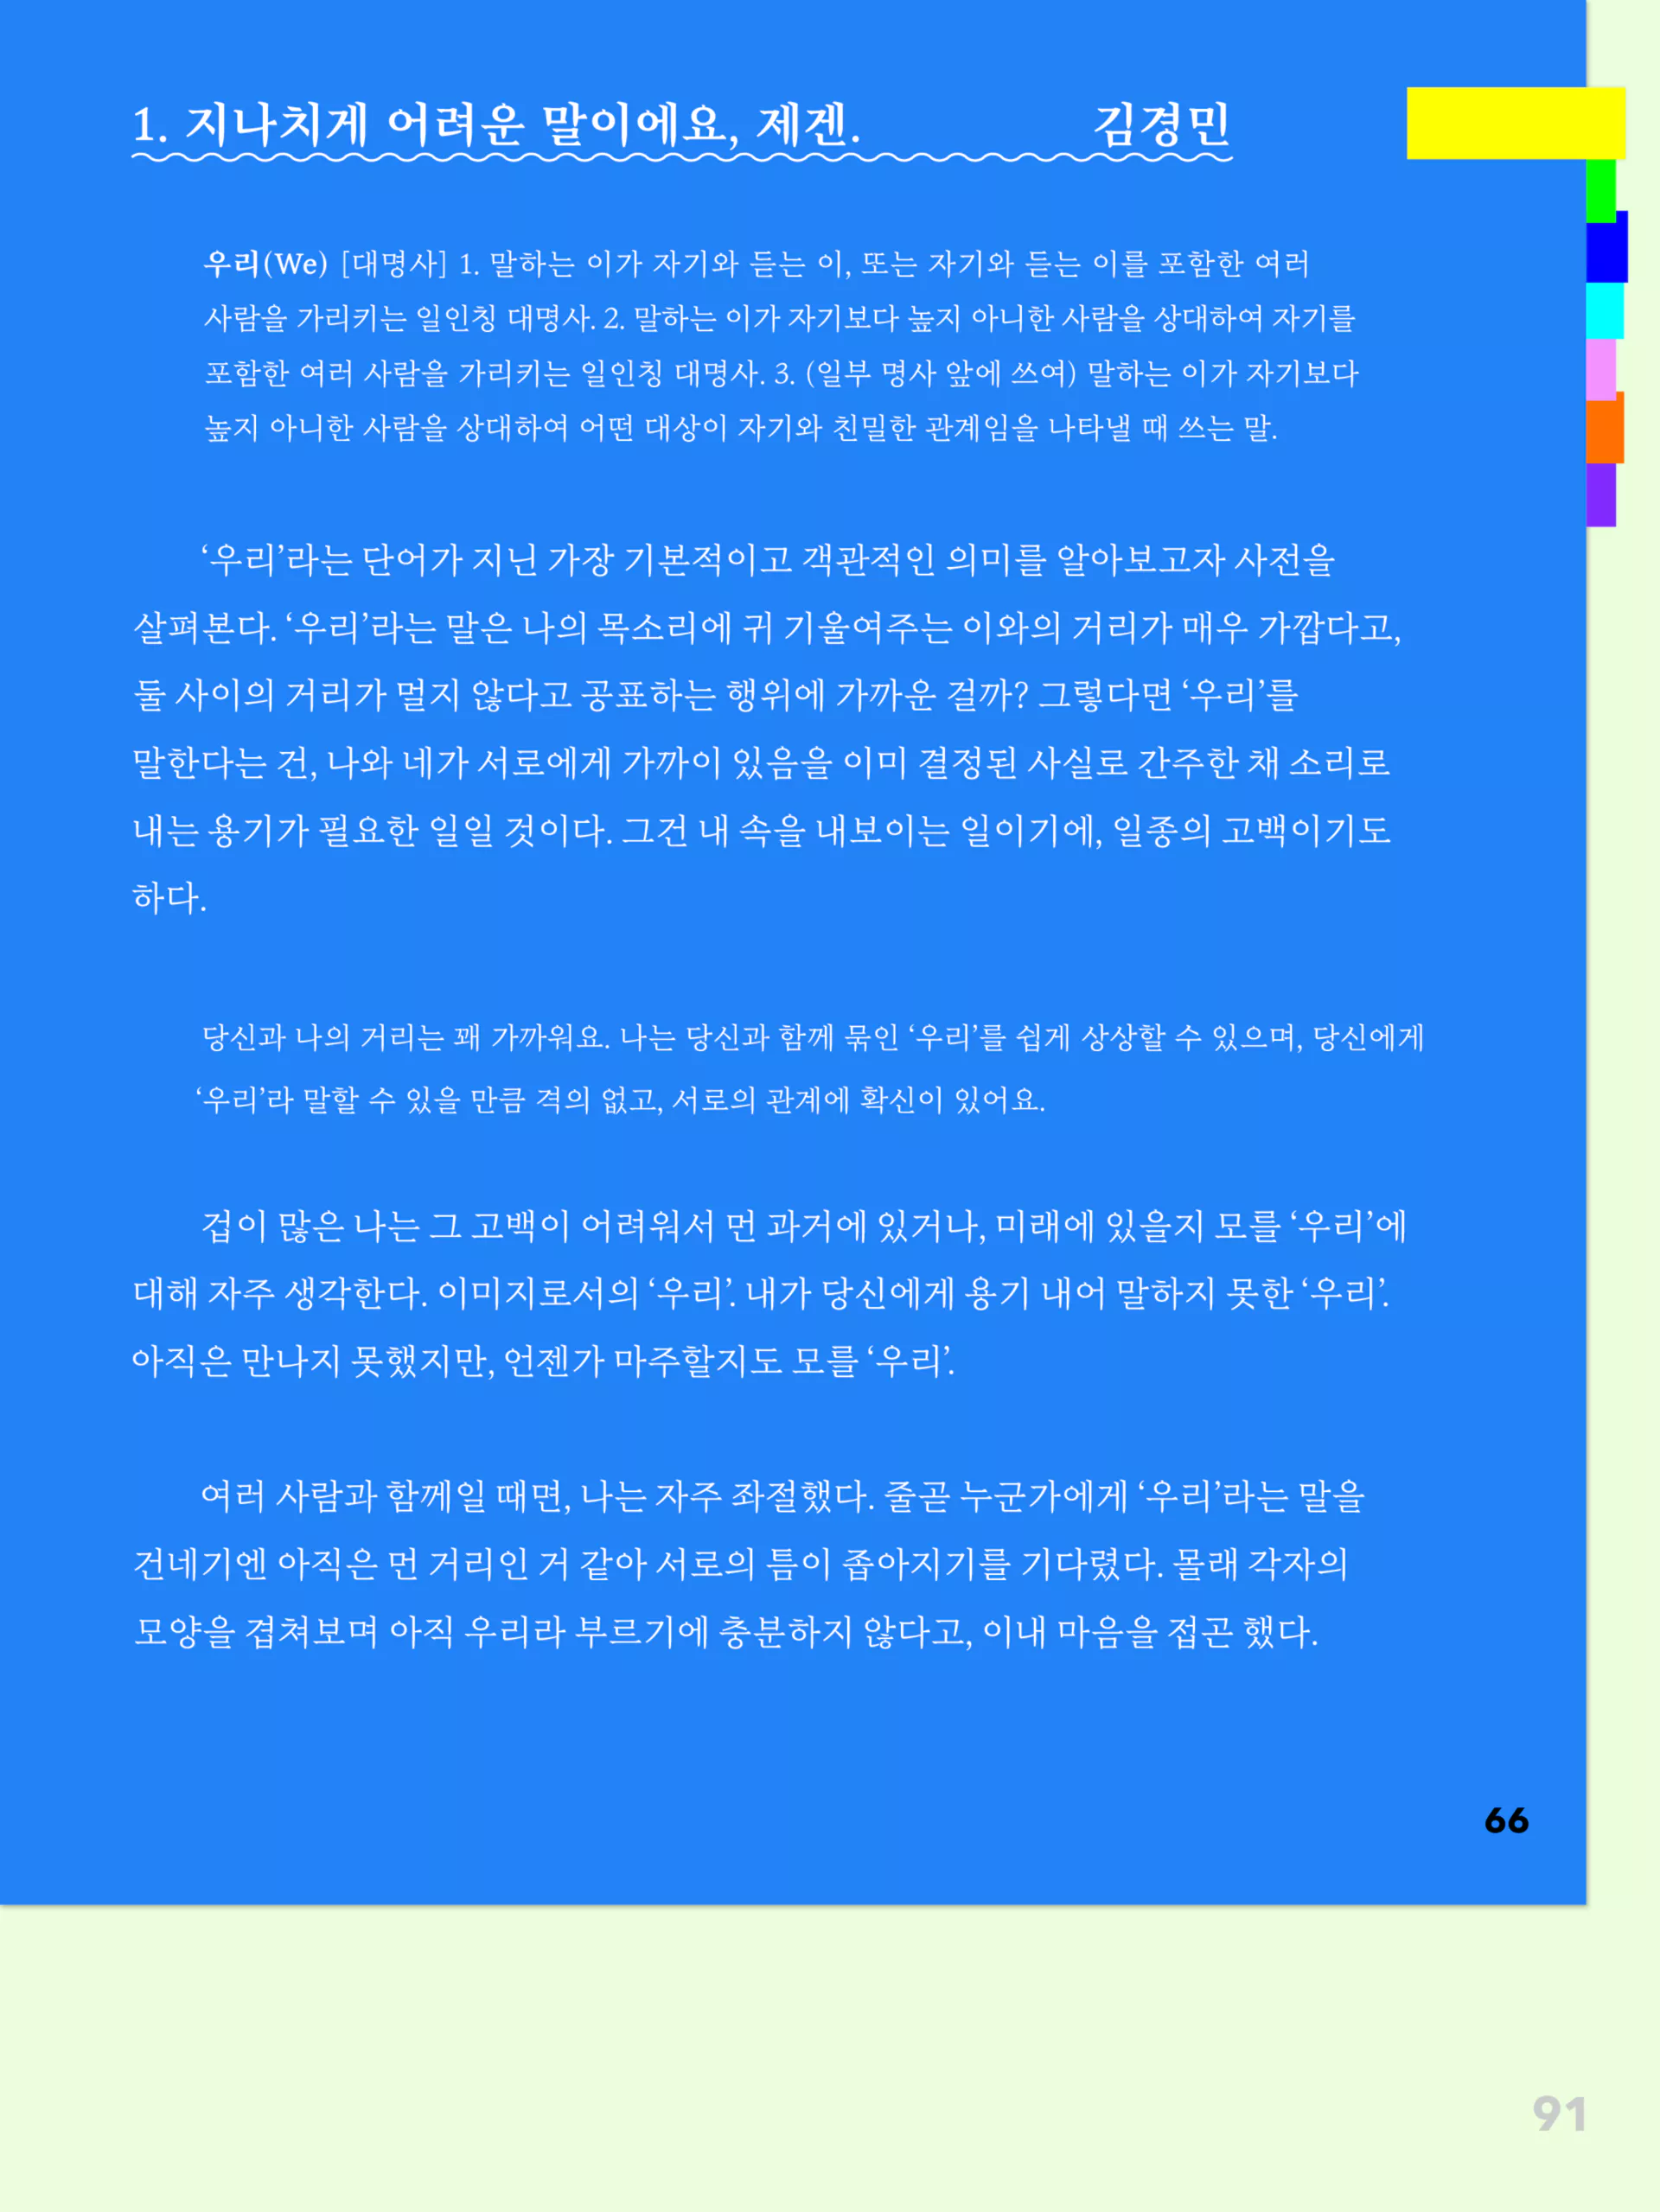 1. 지나치게 어려운 말이에요, 제겐. 김경민
우리(We) [대명사] 1. 말하는 이가 자기와 듣는 이, 또는 자기와 듣는 이를 포함한 여러
사람을 가리키는 일인칭 대명사. 2. 말하는 이가 자기보다 높지 아니한 사람을 상대하여 자기를
포함한 여러 사람을 가리키는 일인칭 대명사. 3. (일부 명사 앞에 쓰여) 말하는 이가 자기보다
높지 아니한 사람을 상대하여 어떤 대상이 자기와 친밀한 관계임을 나타낼 때 쓰는 말.
‘우리’라는 단어가 지닌 가장 기본적이고 객관적인 의미를 알아보고자 사전을
살펴본다. ‘우리’라는 말은 나의 목소리에 귀 기울여주는 이와의 거리가 매우 가깝다고,
둘 사이의 거리가 멀지 않다고 공표하는 행위에 가까운 걸까? 그렇다면 ‘우리’를
말한다는 건, 나와 네가 서로에게 가까이 있음을 이미 결정된 사실로 간주한 채 소리로
내는 용기가 필요한 일일 것이다. 그건 내 속을 내보이는 일이기에, 일종의 고백이기도
하다.
당신과 나의 거리는 꽤 가까워요. 나는 당신과 함께 묶인 ‘우리’를 쉽게 상상할 수 있으며, 당신에게
‘우리’라 말할 수 있을 만큼 격의 없고, 서로의 관계에 확신이 있어요.
겁이 많은 나는 그 고백이 어려워서 먼 과거에 있거나, 미래에 있을지 모를 ‘우리’에
대해 자주 생각한다. 이미지로서의 ‘우리’. 내가 당신에게 용기 내어 말하지 못한 ‘우리’.
아직은 만나지 못했지만, 언젠가 마주할지도 모를 ‘우리’.
여러 사람과 함께일 때면, 나는 자주 좌절했다. 줄곧 누군가에게 ‘우리’라는 말을
건네기엔 아직은 먼 거리인 거 같아 서로의 틈이 좁아지기를 기다렸다. 몰래 각자의
모양을 겹쳐보며 아직 우리라 부르기에 충분하지 않다고, 이내 마음을 접곤 했다.
66
91